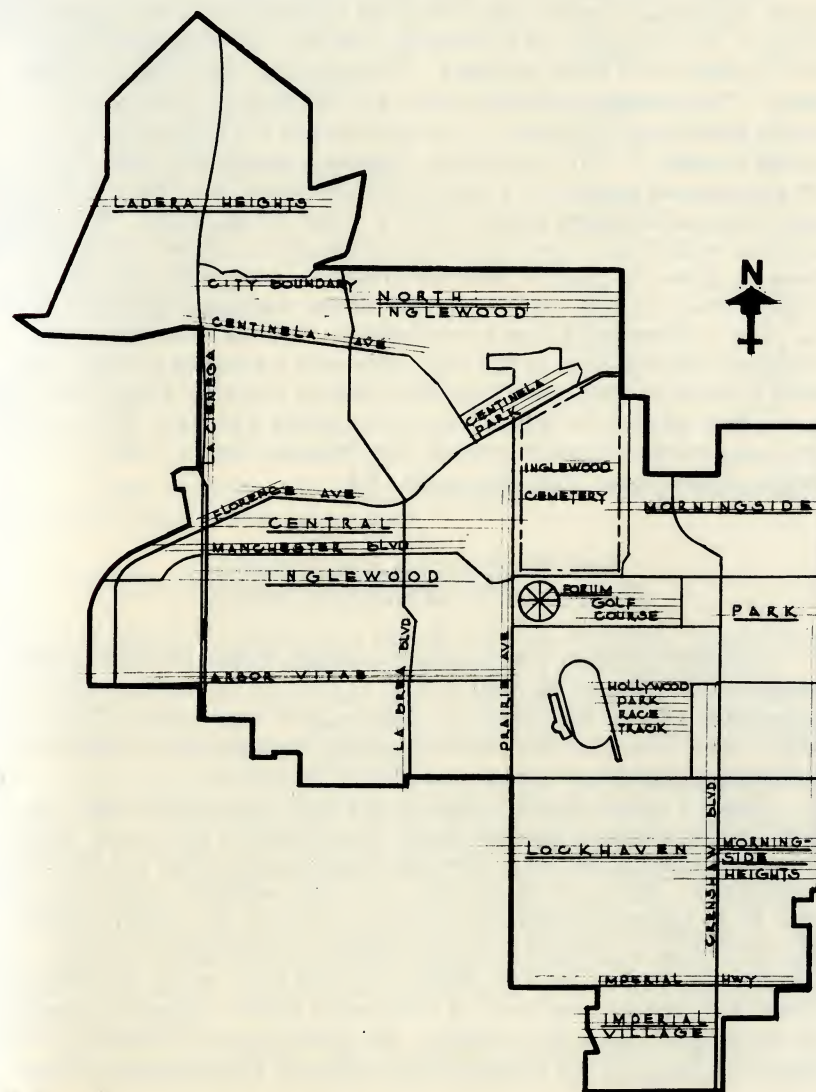 LADERA HEIGHTS
N
CITY BOUNDARY
NORTH
INGLEWOOD
CENTINELA AVE
LA CIENEGA
CENTINELA
PARK
INGLEWOOD
CEMETERY
FLORENCE AVE
CENTRAL
MORNINGSIDE
MANCHESTER BLVD
INGLEWOOD
FORUM
GOLF
COURSE
PARK
LA BREA BLVD
PRAIRIE AVE
ARBOR VITAE
HOLLYWOOD
PARK
RACE
TRACK
LOCKHAVEN
CRENSHAW BLVD
MORNING-
SIDE
HEIGHTS
IMPERIAL HWY
IMPERIAL
VILLAGE